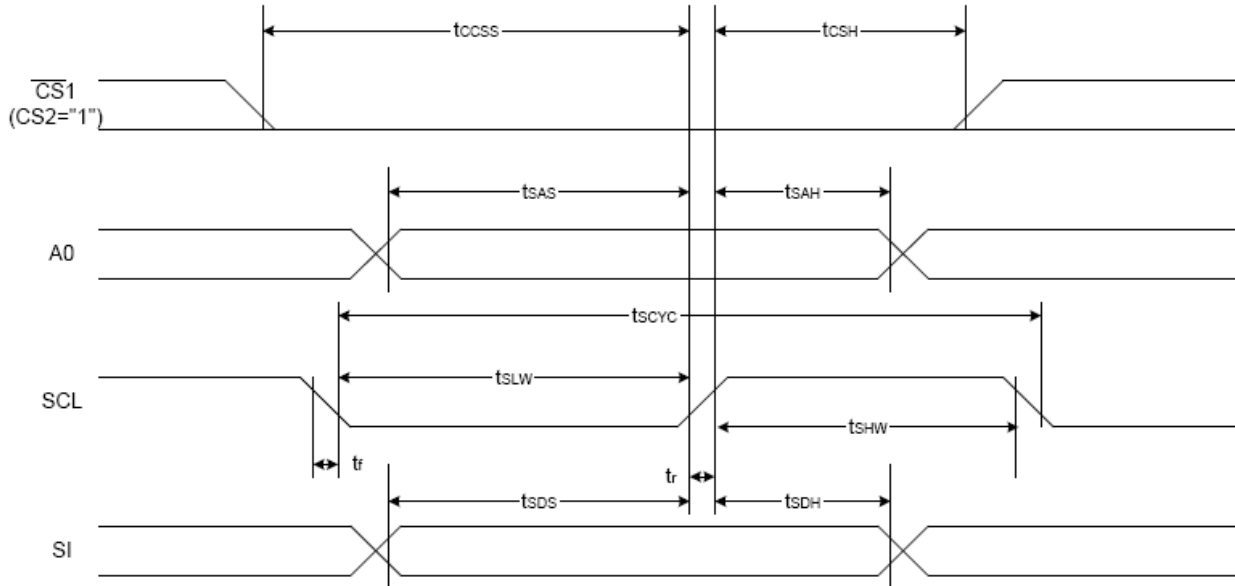 tCCSS
tCSH
CS1
(CS2="1")
tSAS
tSAH
A0
tSCYC
tSLW
SCL
tSHW
tf
tr
tSDS
tSDH
SI